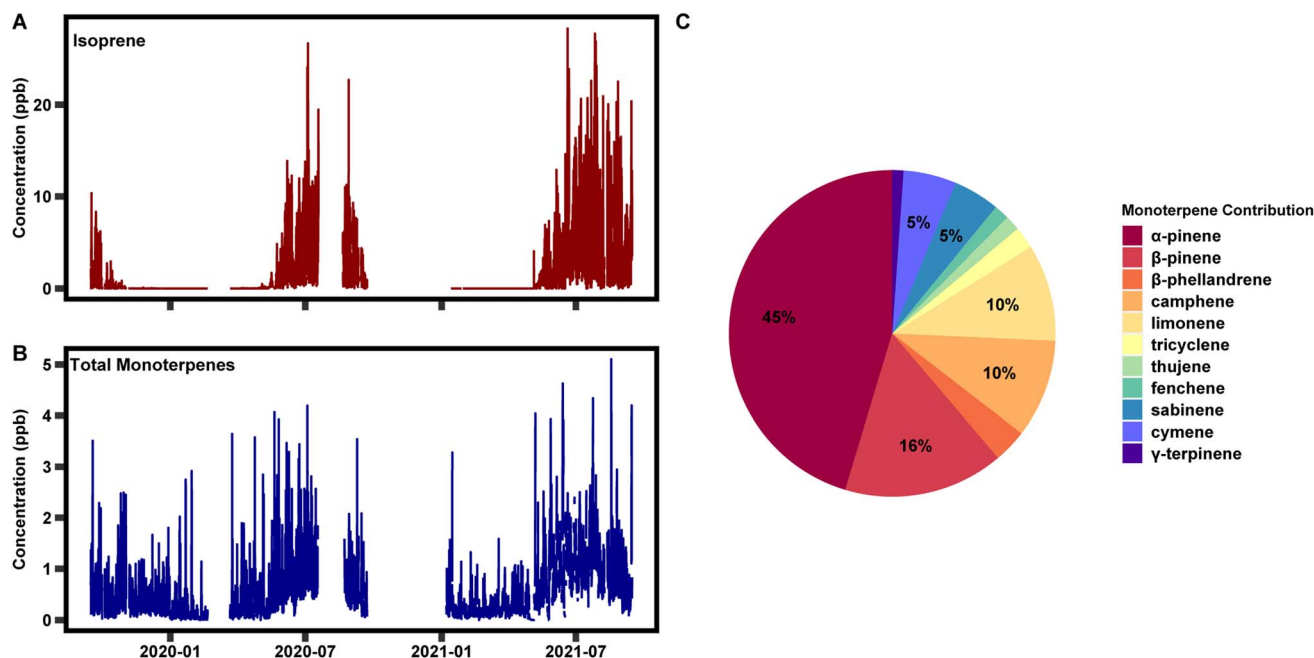 A
Isoprene
Concentration (ppb)
20
10
0
B
Total Monoterpenes
Concentration (ppb)
5
4
3
2
1
0
2020-01
2020-07
2021-01
2021-07
C
5%
5%
10%
10%
16%
45%
Monoterpene Contribution
α-pinene
β-pinene
β-phellandrene
camphene
limonene
tricyclene
thujene
fenchene
sabinene
cymene
γ-terpinene